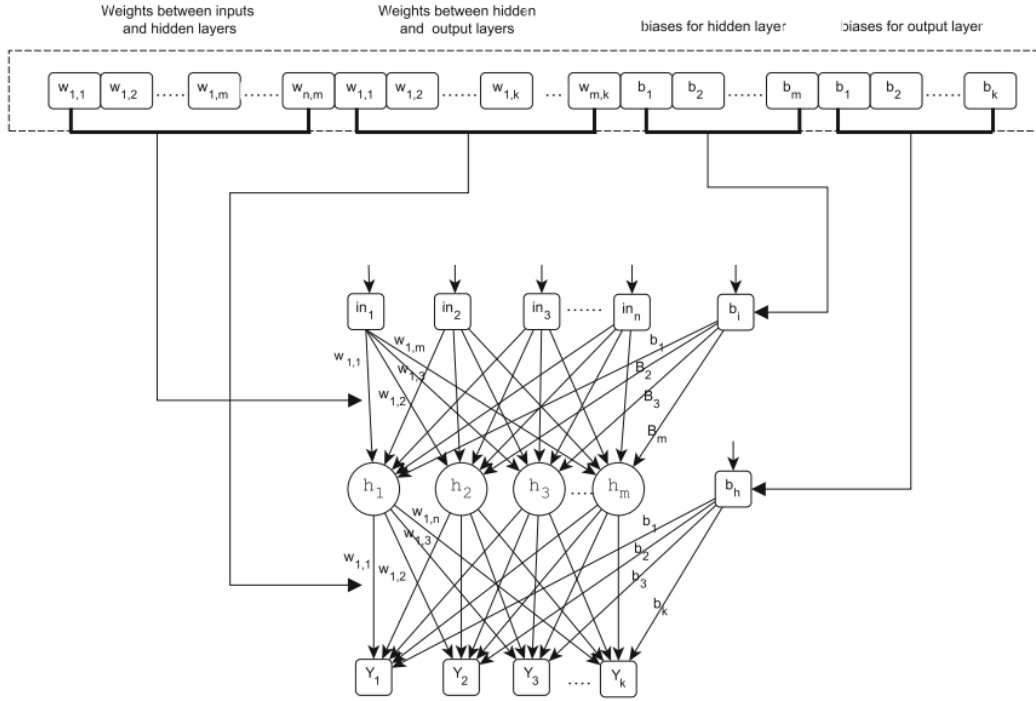 Weights between inputs
and hidden layers
Weights between hidden
and output layers
biases for hidden layer
biases for output layer
w1,1 w1,2 ..... w1,m ...... wn,m w1,1 w1,2 ...... w1,k ... wm,k b1 b2 ...... bm b1 b2 ...... bk
in1 in2 in3 ...... inn bi
w1,1 w1,m b1
w1,3 B2
w1,2 B3
Bm
h1 h2 h3 .... hm bh
w1,n b1
w1,3 b2
w1,1 w1,2 b3
bk
Y1 Y2 Y3 .... Yk